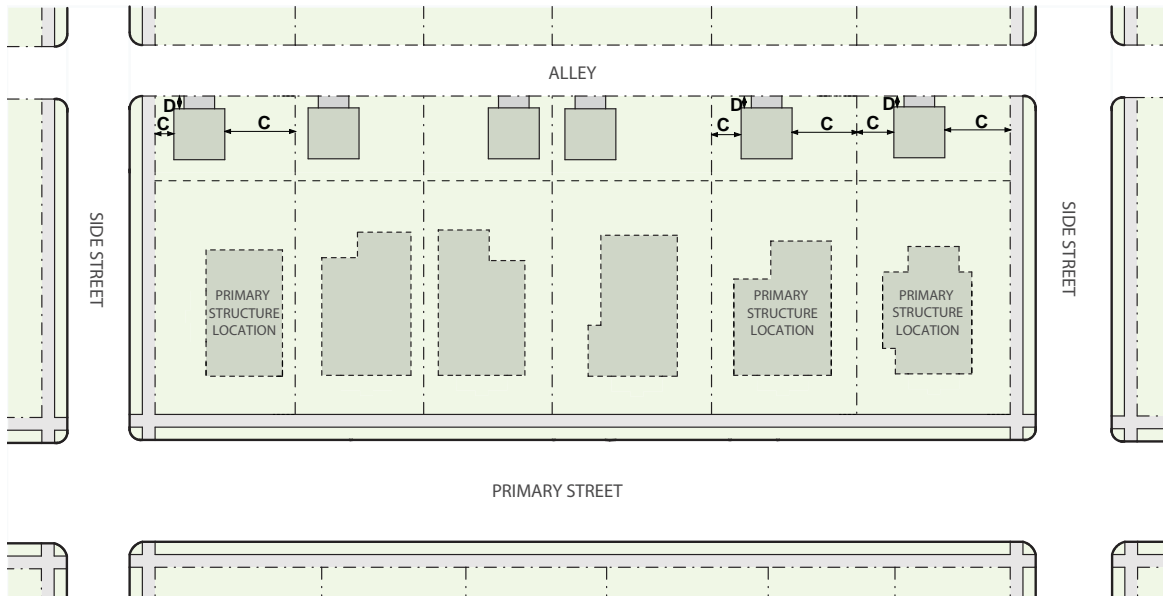 ALLEY
D
D
D
C
C
C
C
C
C
SIDE STREET
SIDE STREET
PRIMARY
STRUCTURE
LOCATION
PRIMARY
STRUCTURE
LOCATION
PRIMARY
STRUCTURE
LOCATION
PRIMARY STREET